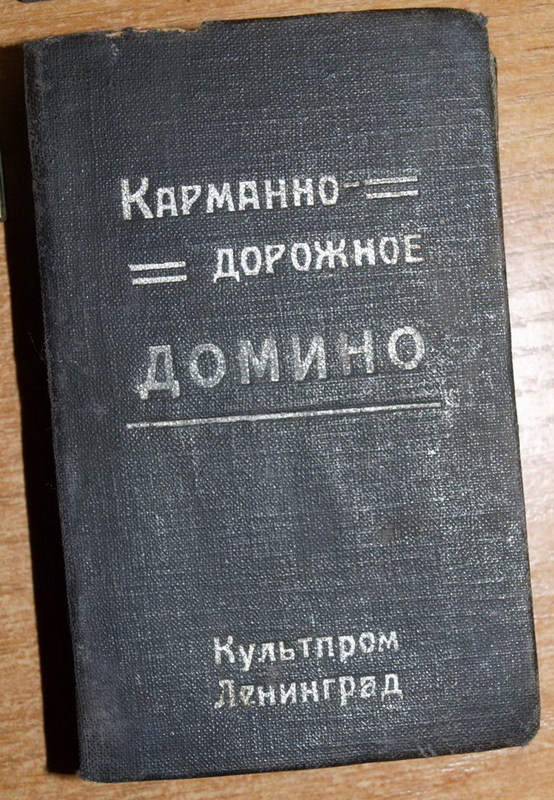 Карманно-
дорожное
ДОМИНО
Культпром
Ленинград